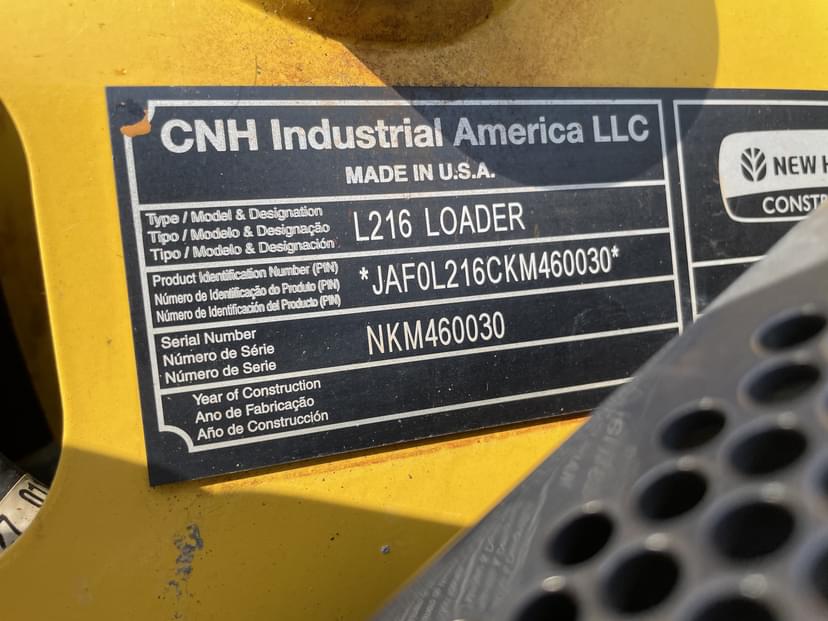 CNH Industrial America LLC
MADE IN U.S.A.
Type / Model & Designation
Tipo / Modelo & Designação
Tipo / Modelo & Designación
L216 LOADER
Product Identification Number (PIN)
Número de Identificação do Produto (PIN)
Número de Identificación del Producto (PIN)
*JAF0L216CKM460030*
Serial Number
Número de Série
Número de Serie
NKM460030
Year of Construction
Ano de Fabricação
Año de Construcción
NEW